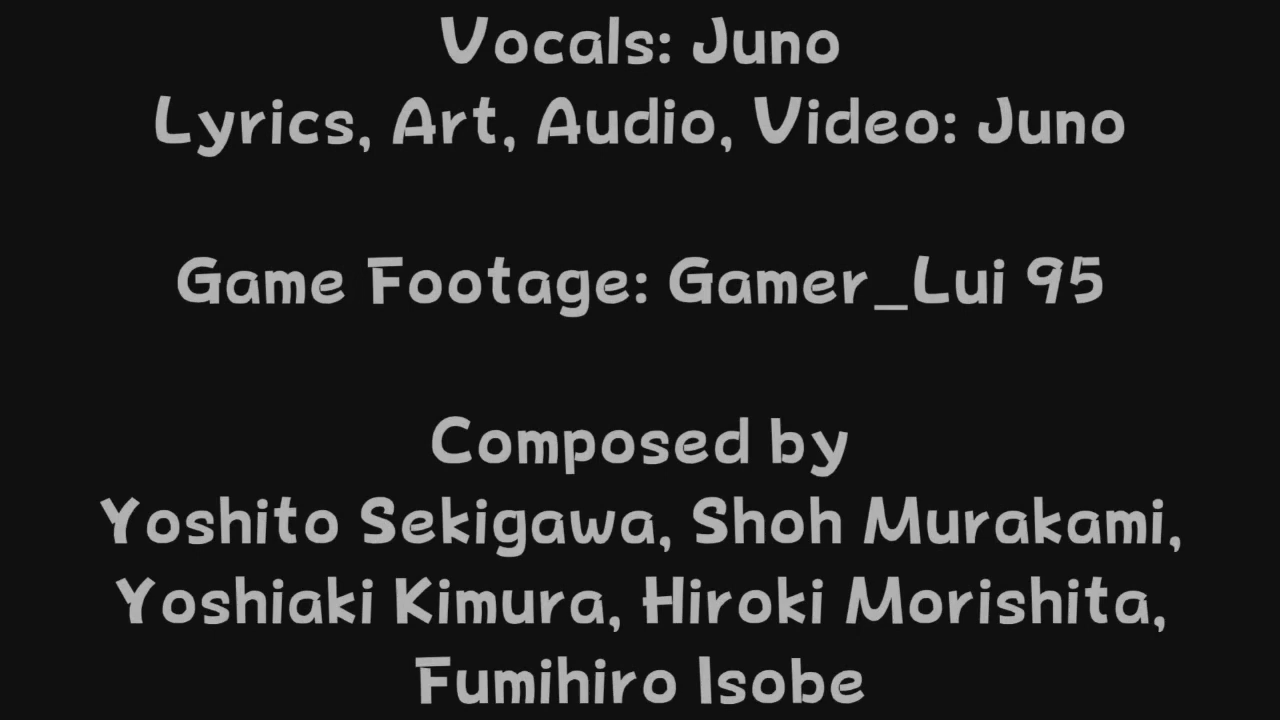 Vocals: Juno
Lyrics, Art, Audio, Video: Juno
Game Footage: Gamer_Lui 95
Composed by
Yoshito Sekigawa, Shoh Murakami,
Yoshiaki Kimura, Hiroki Morishita,
Fumihiro Isobe